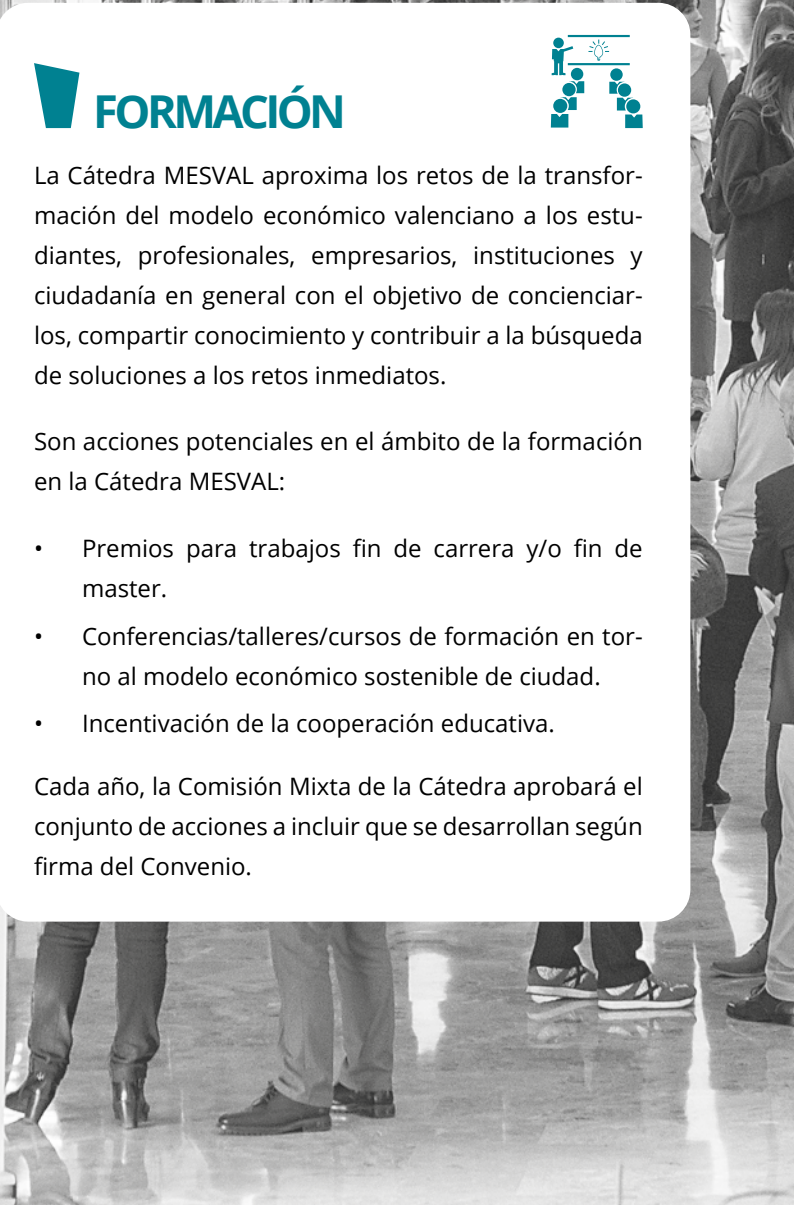 FORMACIÓN
La Cátedra MESVAL aproxima los retos de la transfor-
mación del modelo económico valenciano a los estu-
diantes, profesionales, empresarios, instituciones y
ciudadanía en general con el objetivo de concienciar-
los, compartir conocimiento y contribuir a la búsqueda
de soluciones a los retos inmediatos.
Son acciones potenciales en el ámbito de la formación
en la Cátedra MESVAL:
• Premios para trabajos fin de carrera y/o fin de
master.
• Conferencias/talleres/cursos de formación en tor-
no al modelo económico sostenible de ciudad.
• Incentivación de la cooperación educativa.
Cada año, la Comisión Mixta de la Cátedra aprobará el
conjunto de acciones a incluir que se desarrollan según
firma del Convenio.